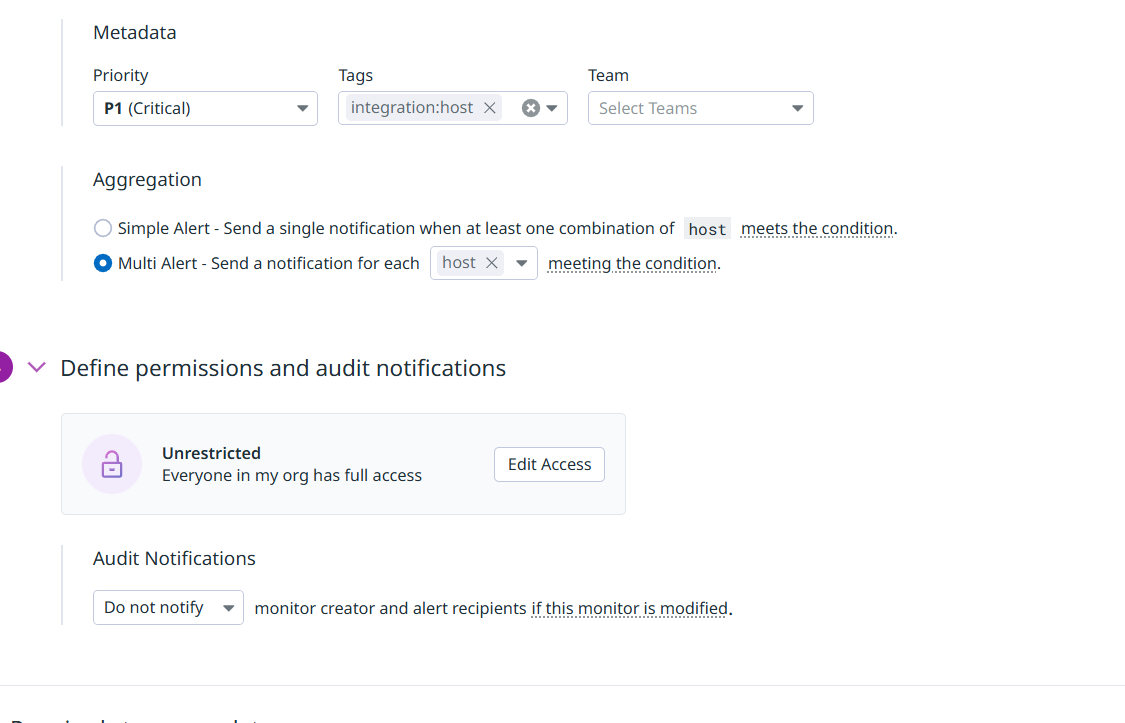 Metadata
Priority Tags Team
P1 (Critical) integration:host Select Teams
Aggregation
Simple Alert - Send a single notification when at least one combination of host meets the condition.
Multi Alert - Send a notification for each host meeting the condition.
Define permissions and audit notifications
Unrestricted
Everyone in my org has full access
Edit Access
Audit Notifications
Do not notify monitor creator and alert recipients if this monitor is modified.